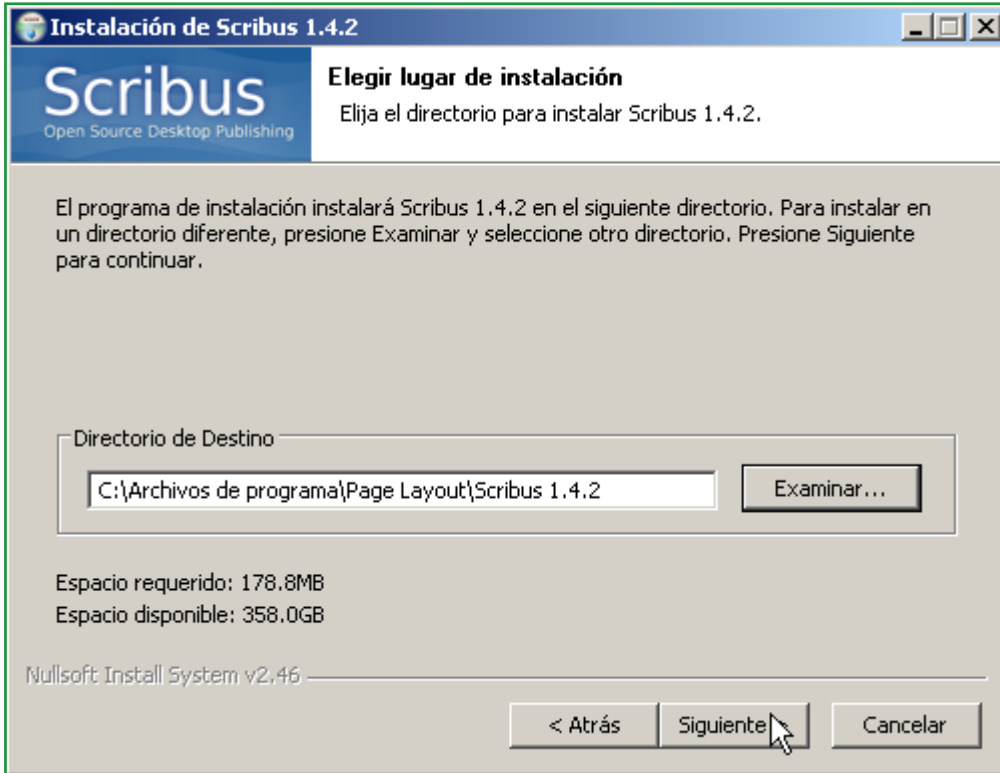 Instalación de Scribus 1.4.2
Scribus
Open Source Desktop Publishing
Elegir lugar de instalación
Elija el directorio para instalar Scribus 1.4.2.
El programa de instalación instalará Scribus 1.4.2 en el siguiente directorio. Para instalar en
un directorio diferente, presione Examinar y seleccione otro directorio. Presione Siguiente
para continuar.
Directorio de Destino
C:\Archivos de programa\Page Layout\Scribus 1.4.2
Examinar...
Espacio requerido: 178.8MB
Espacio disponible: 358.0GB
Nullsoft Install System v2.46
< Atrás
Siguiente >
Cancelar